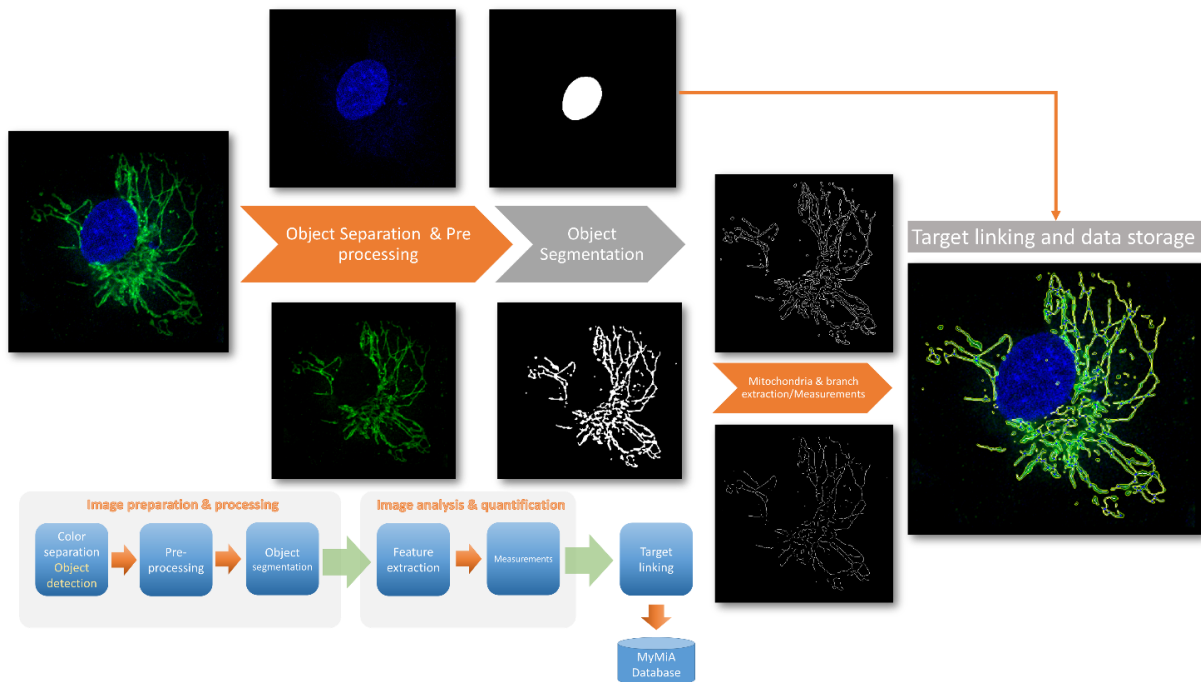 Object Separation & Pre
processing
Object
Segmentation
Target linking and data storage
Mitochondria & branch
extraction/Measurements
Image preparation & processing
Image analysis & quantification
Color
separation
Object
detection
Pre-
processing
Object
segmentation
Feature
extraction
Measurements
Target
linking
MyMiA
Database